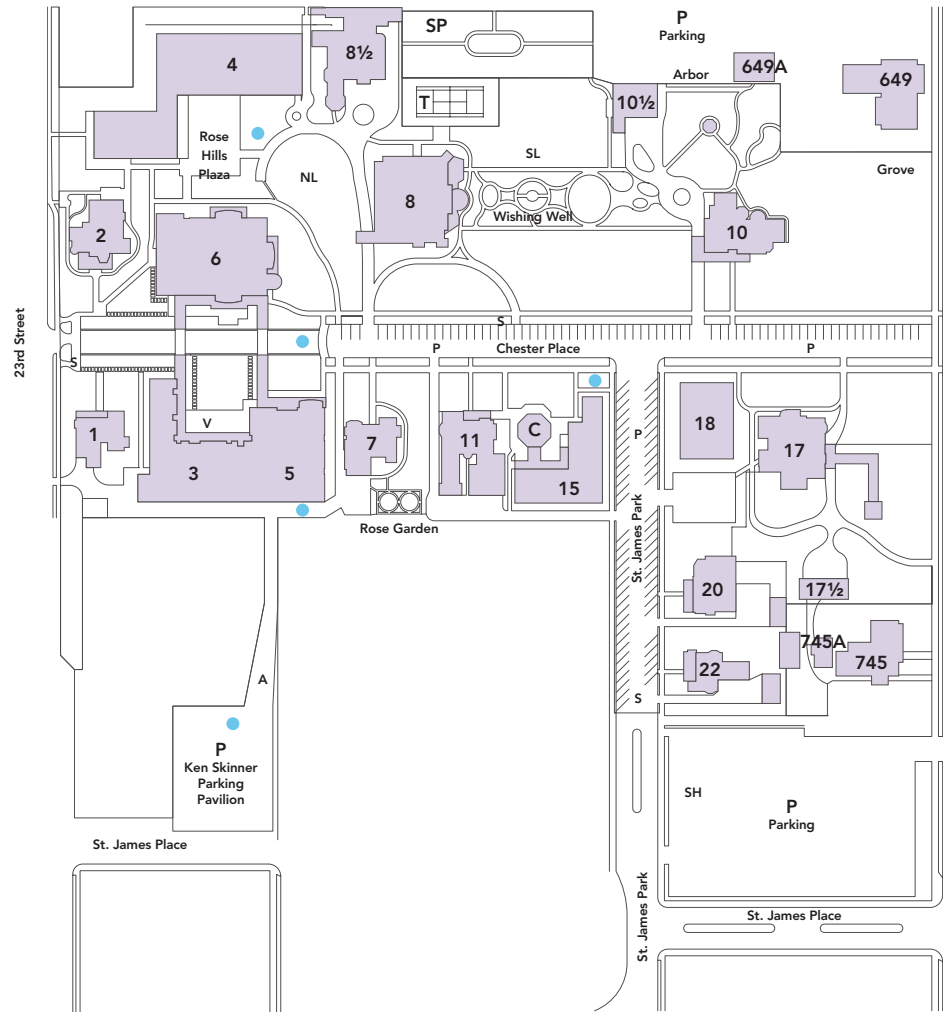 SP
P
Parking
8½
4
649A
649
Arbor
T
10½
Rose
Hills
Plaza
SL
Grove
NL
8
Wishing Well
2
10
6
23rd Street
S
P
Chester Place
P
S
1
V
3
5
7
11
C
15
P
18
17
Rose Garden
St. James Park
20
17½
745A
745
22
A
S
P
Ken Skinner
Parking
Pavilion
SH
P
Parking
St. James Place
St. James Park
St. James Place